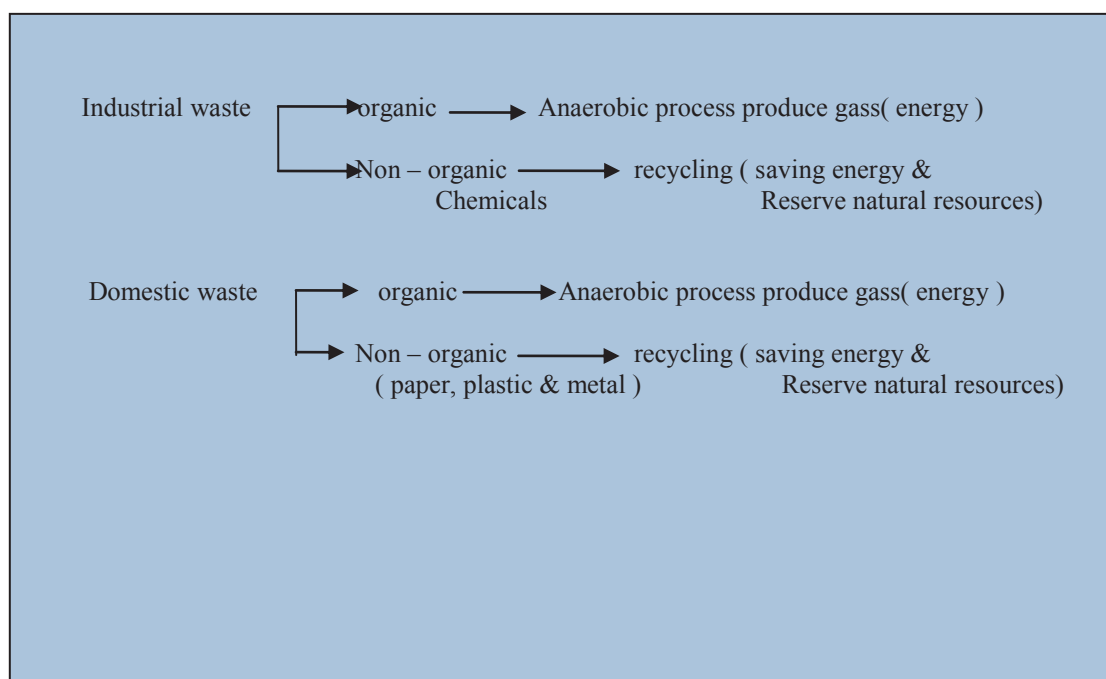 Industrial waste organic Anaerobic process produce gass( energy )
Non – organic recycling ( saving energy &
Chemicals Reserve natural resources)
Domestic waste organic Anaerobic process produce gass( energy )
Non – organic recycling ( saving energy &
( paper, plastic & metal ) Reserve natural resources)